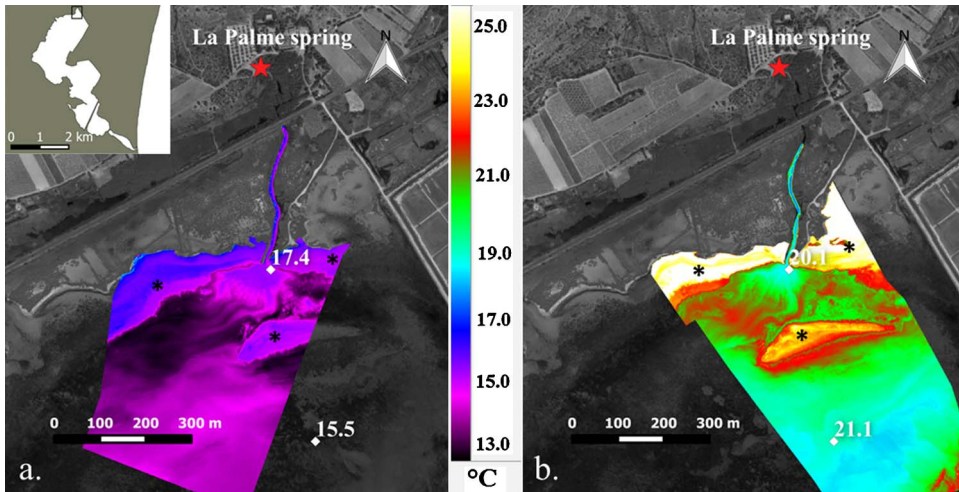 La Palme spring
N
0 1 2 km
17.4
*
*
*
0 100 200 300 m
15.5
a.
25.0
23.0
21.0
19.0
17.0
15.0
13.0
°C
La Palme spring
N
*
*
20.1
*
0 100 200 300 m
21.1
b.